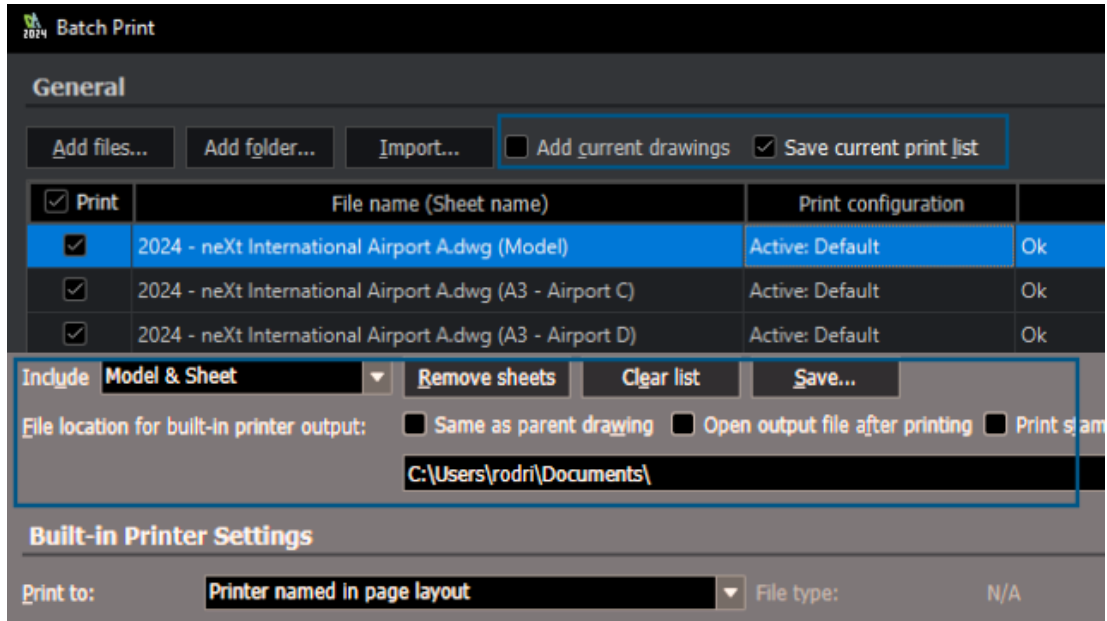 2024 Batch Print
General
Add files... Add folder... Import... Add current drawings Save current print list
Print File name (Sheet name) Print configuration
2024 - neXt International Airport A.dwg (Model) Active: Default Ok
2024 - neXt International Airport A.dwg (A3 - Airport C) Active: Default Ok
2024 - neXt International Airport A.dwg (A3 - Airport D) Active: Default Ok
Include Model & Sheet Remove sheets Clear list Save...
File location for built-in printer output: Same as parent drawing Open output file after printing Print stam
C:\Users\rodri\Documents\
Built-in Printer Settings
Print to: Printer named in page layout File type: N/A